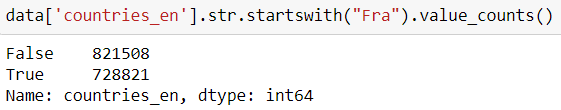 data['countries_en'].str.startswith("Fra").value_counts()
False    821508
True     728821
Name: countries_en, dtype: int64